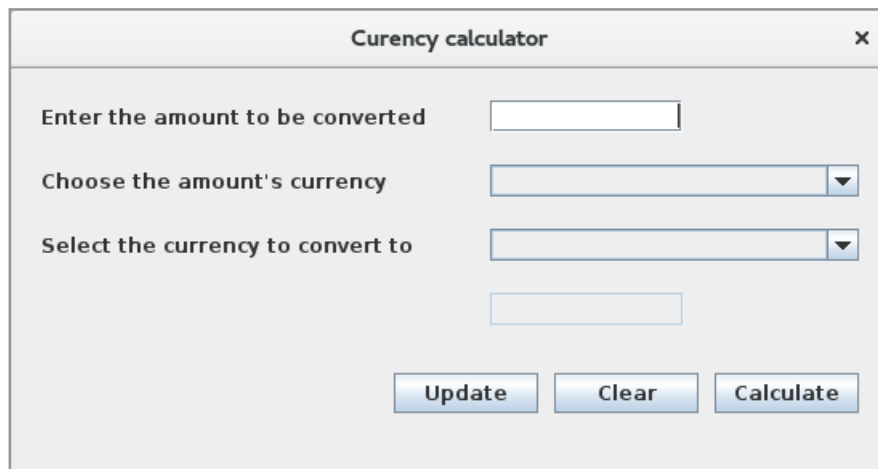 Curency calculator
Enter the amount to be converted
Choose the amount's currency
Select the currency to convert to
Update Clear Calculate